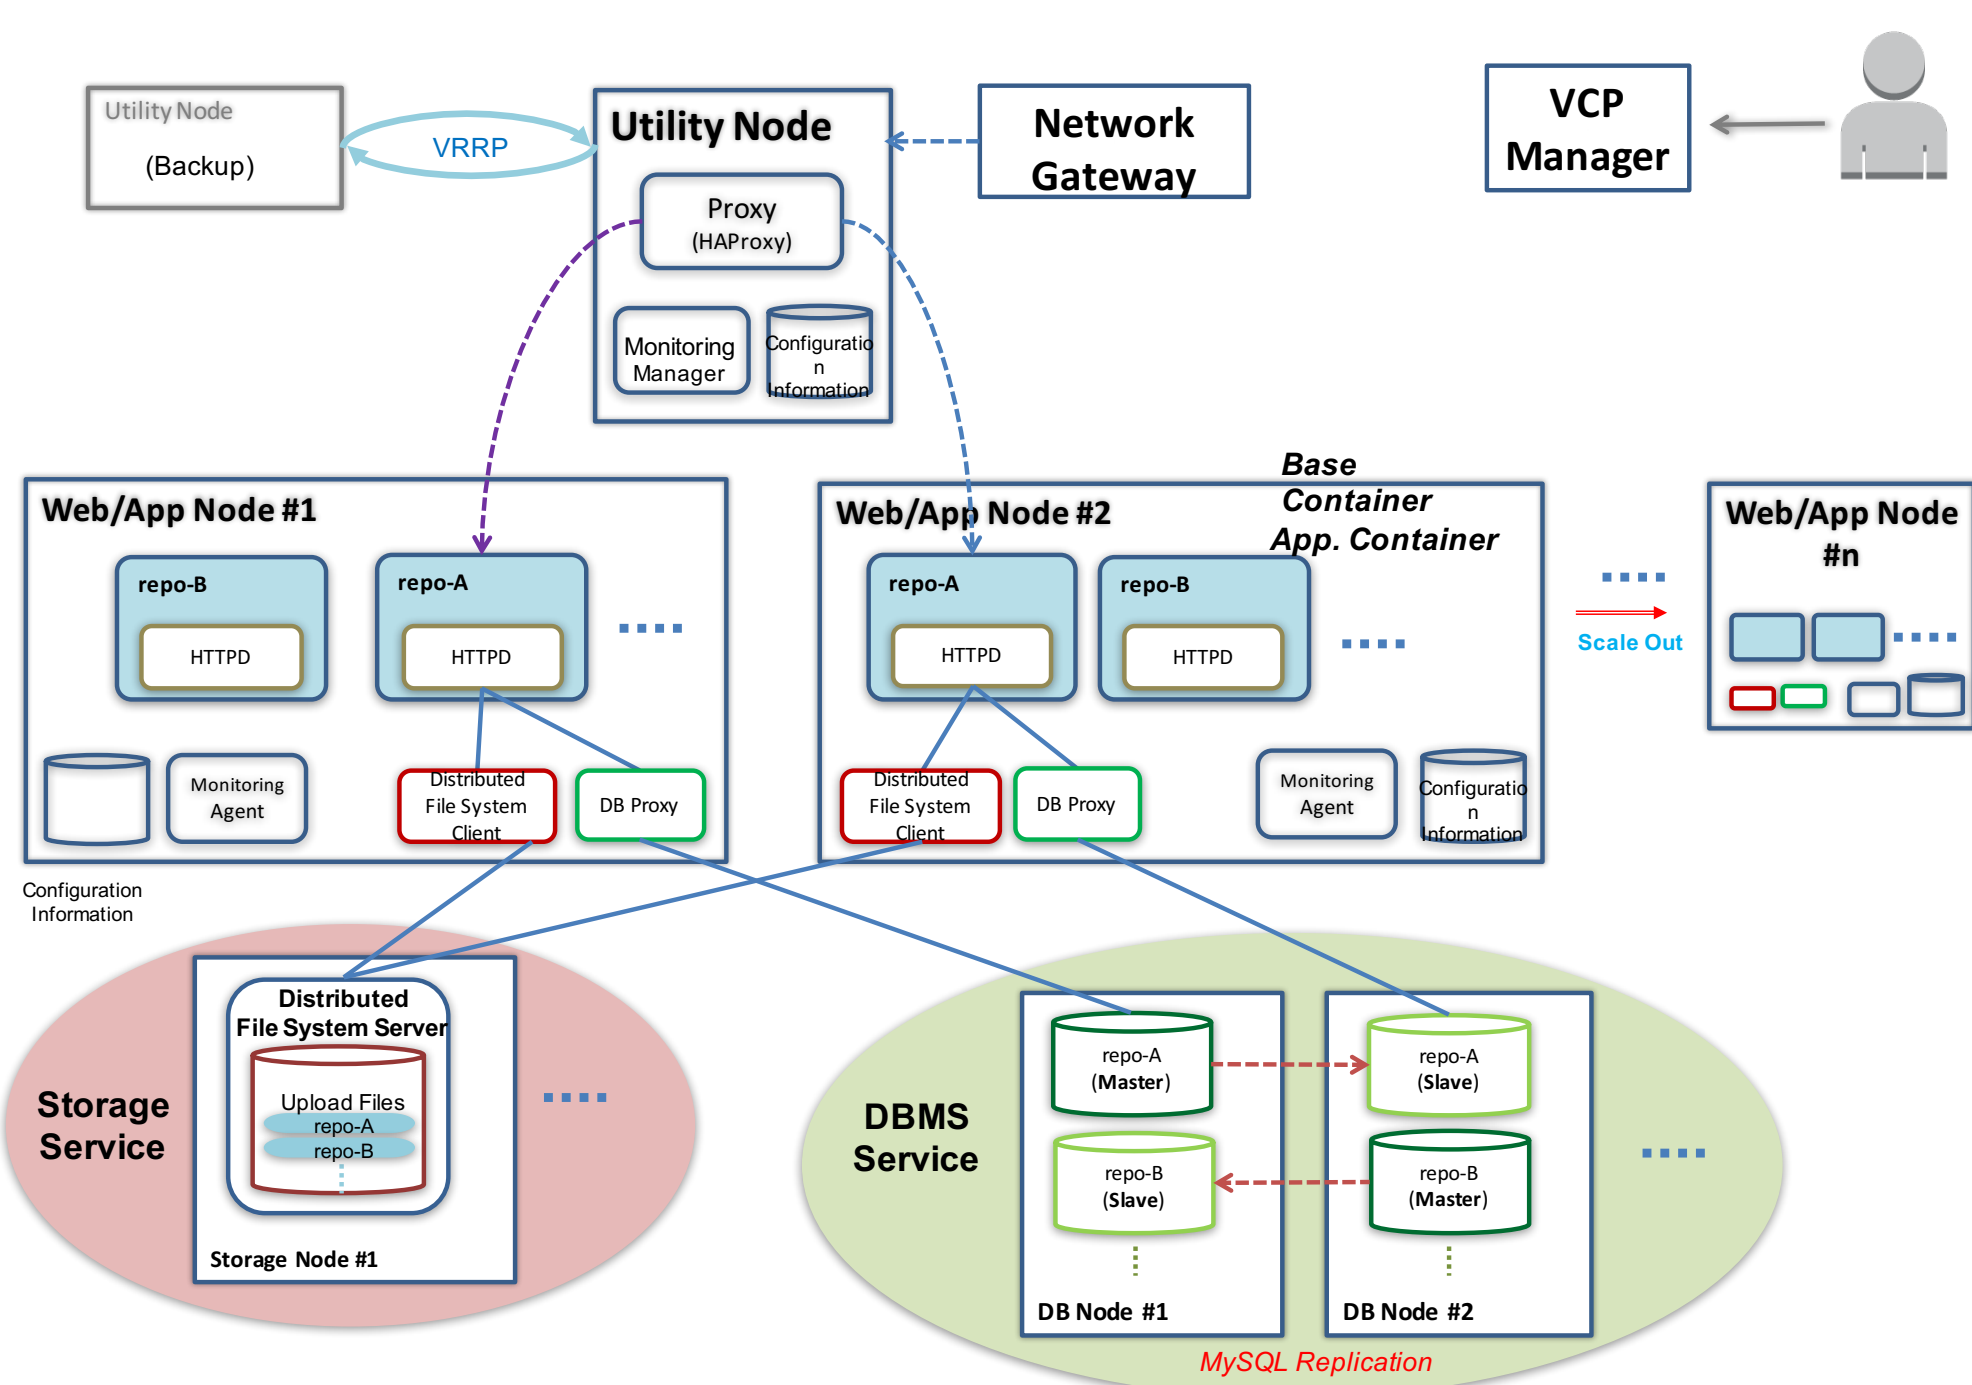 Utility Node
(Backup)
VRRP
Utility Node
Proxy
(HAProxy)
Monitoring
Manager
Configuratio
n
Information
Network
Gateway
VCP
Manager
Web/App Node #1
repo-B
HTTPD
repo-A
HTTPD
Monitoring
Agent
Distributed
File System
Client
DB Proxy
Configuration
Information
Base
Container
App. Container
Web/App Node #2
repo-A
HTTPD
repo-B
HTTPD
Distributed
File System
Client
DB Proxy
Monitoring
Agent
Configuratio
n
Information
Scale Out
Web/App Node
#n
Storage
Service
Distributed
File System Server
Upload Files
repo-A
repo-B
Storage Node #1
DBMS
Service
repo-A
(Master)
repo-B
(Slave)
DB Node #1
repo-A
(Slave)
repo-B
(Master)
DB Node #2
MySQL Replication